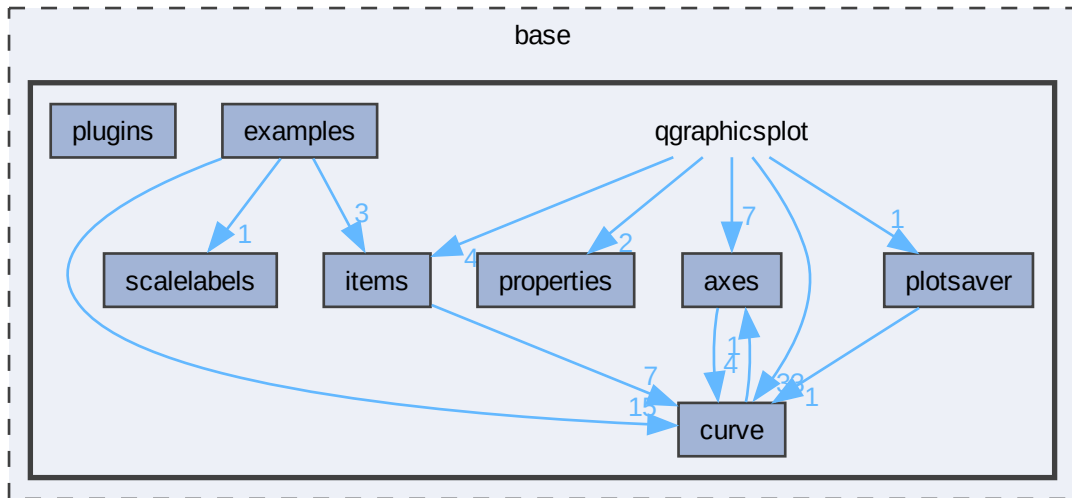 base
plugins
examples
qgraphicsplot
3
1
7
1
4
2
scalelabels
items
properties
axes
plotsaver
1
4
7
33
1
15
curve